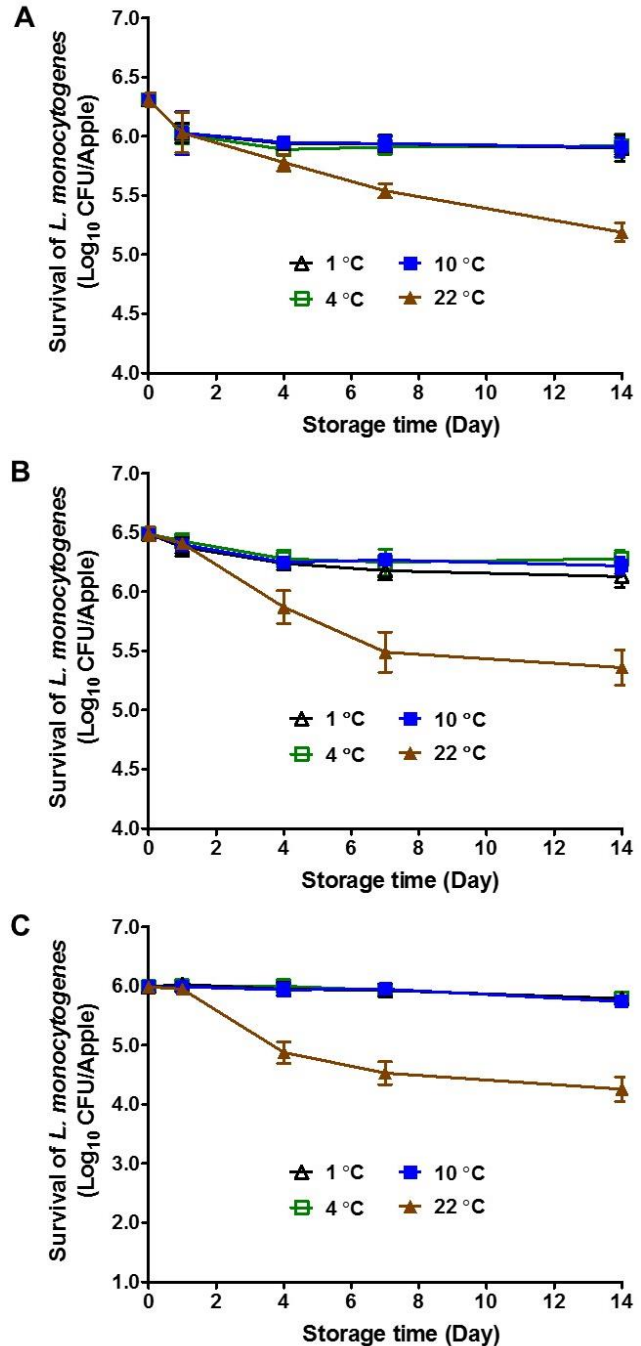 A
Survival of L. monocytogenes
(Log10 CFU/Apple)
7.0
6.5
6.0
5.5
5.0
4.5
4.0
1 °C
10 °C
4 °C
22 °C
0 2 4 6 8 10 12 14
Storage time (Day)
B
Survival of L. monocytogenes
(Log10 CFU/Apple)
7.0
6.5
6.0
5.5
5.0
4.5
4.0
1 °C
10 °C
4 °C
22 °C
0 2 4 6 8 10 12 14
Storage time (Day)
C
Survival of L. monocytogenes
(Log10 CFU/Apple)
7.0
6.0
5.0
4.0
3.0
2.0
1.0
1 °C
10 °C
4 °C
22 °C
0 2 4 6 8 10 12 14
Storage time (Day)